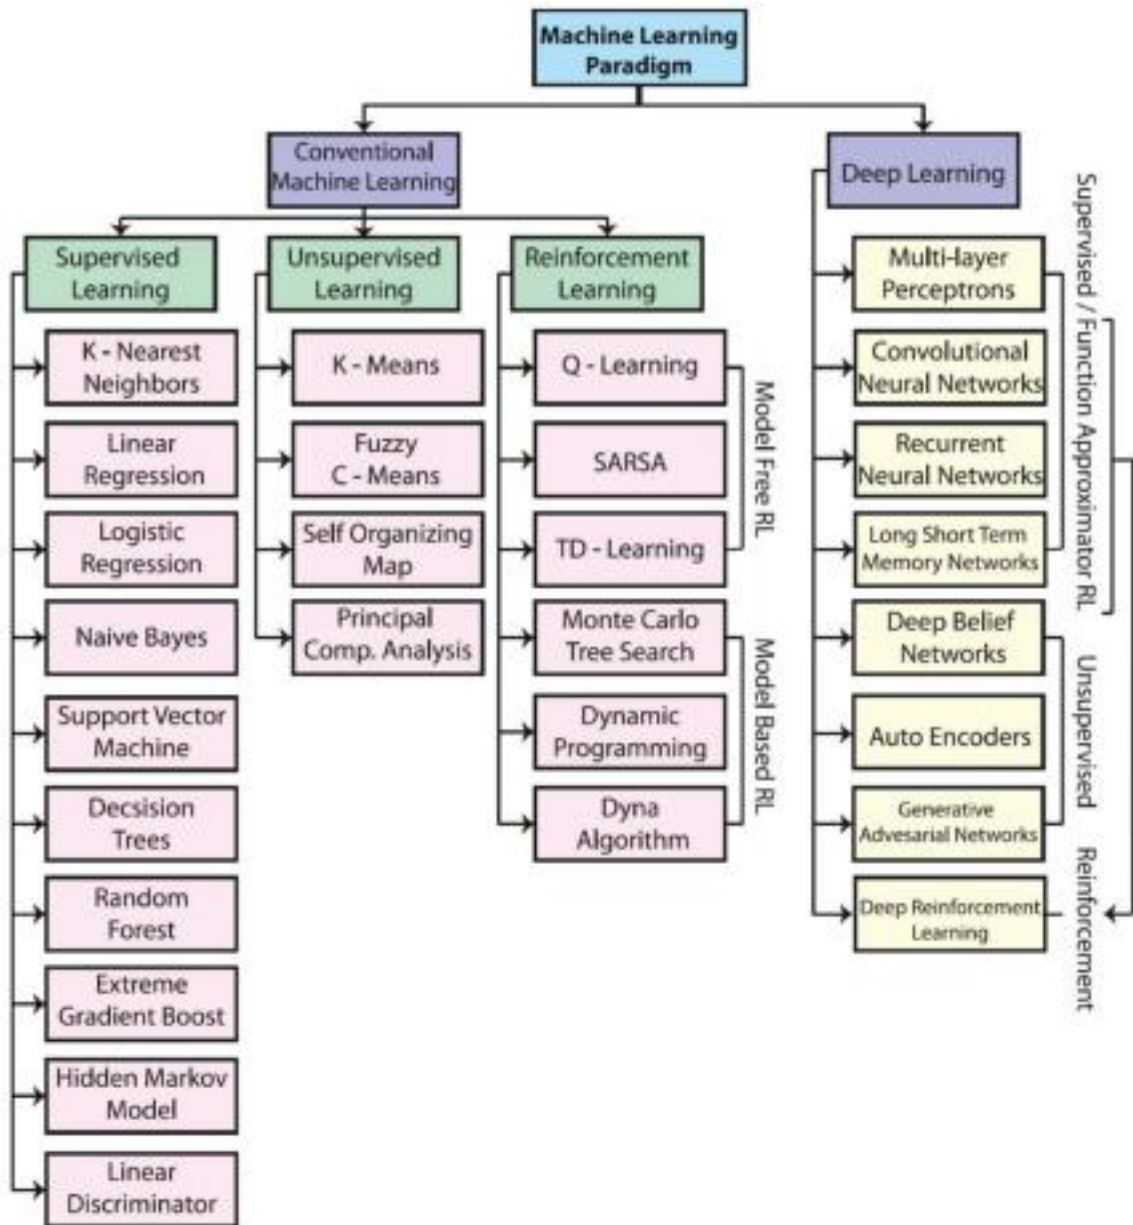 Machine Learning
Paradigm
Conventional
Machine Learning
Deep Learning
Supervised
Learning
Unsupervised
Learning
Reinforcement
Learning
K - Nearest
Neighbors
Linear
Regression
Logistic
Regression
Naive Bayes
Support Vector
Machine
Decsision
Trees
Random
Forest
Extreme
Gradient Boost
Hidden Markov
Model
Linear
Discriminator
K - Means
Fuzzy
C - Means
Self Organizing
Map
Principal
Comp. Analysis
Q - Learning
SARSA
TD - Learning
Monte Carlo
Tree Search
Dynamic
Programming
Dyna
Algorithm
Model Free RL
Model Based RL
Multi-layer
Perceptrons
Convolutional
Neural Networks
Recurrent
Neural Networks
Long Short Term
Memory Networks
Deep Belief
Networks
Auto Encoders
Generative
Advesarial Networks
Deep Reinforcement
Learning
Supervised / Function Approximator RL
Unsupervised
Reinforcement